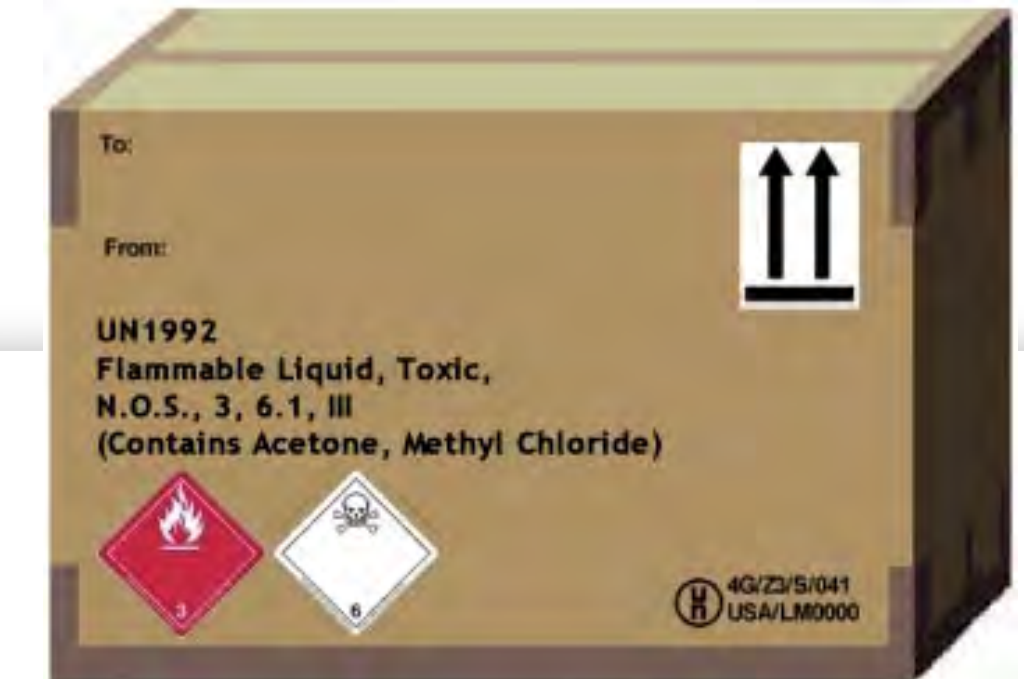 To:
From:
UN1992
Flammable Liquid, Toxic,
N.O.S., 3, 6.1, III
(Contains Acetone, Methyl Chloride)
3
6
un
4G/Z3/S/041
USA/LM0000